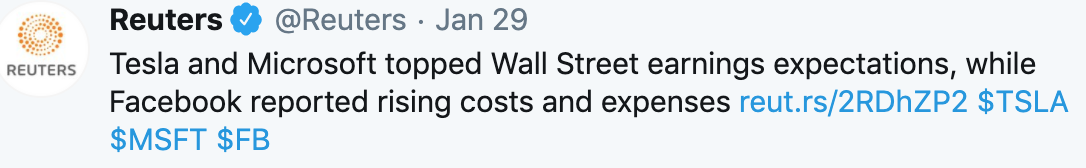 Reuters @Reuters · Jan 29
REUTERS
Tesla and Microsoft topped Wall Street earnings expectations, while
Facebook reported rising costs and expenses reut.rs/2RDhZP2 $TSLA
$MSFT $FB